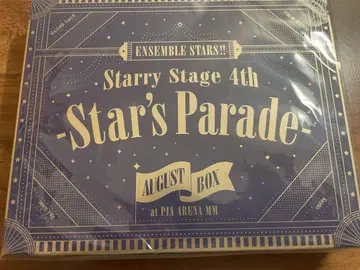 ENSEMBLE STARS!!
Starry Stage 4th
-Star's Parade-
AUGUST BOX
at PIA ARENA MM